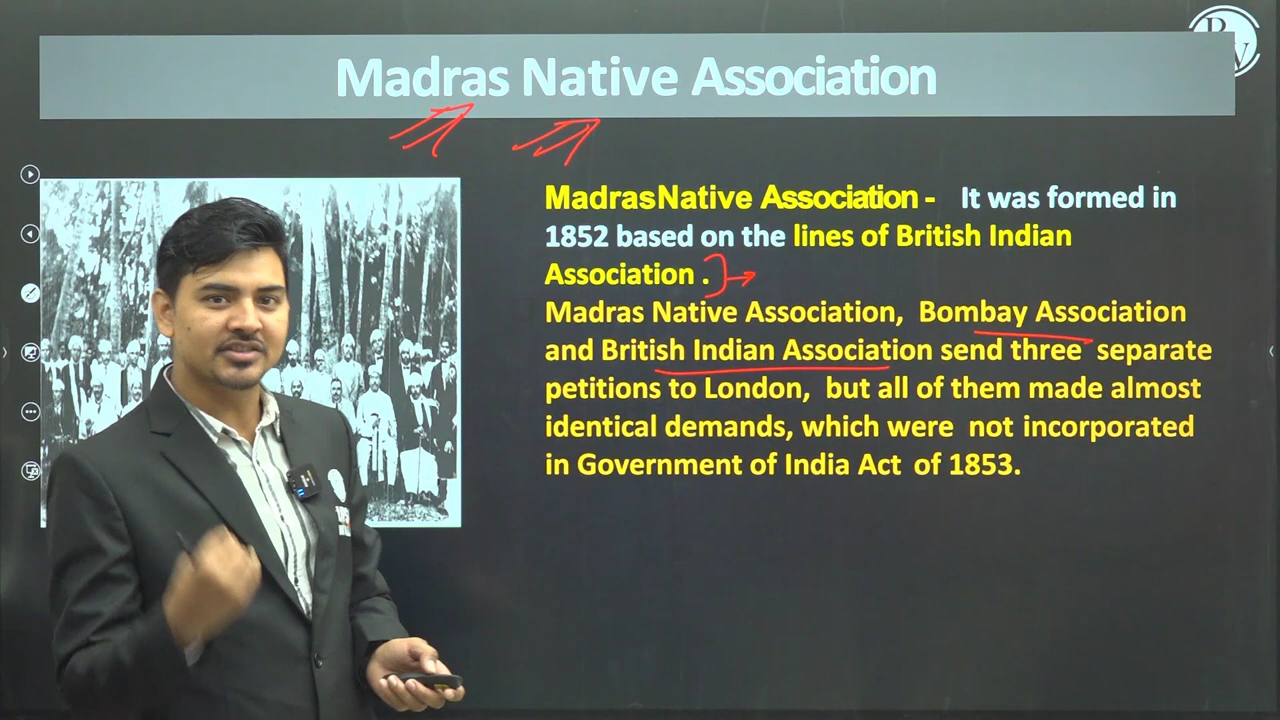 Madras Native Association
Madras Native Association - It was formed in
1852 based on the lines of British Indian
Association .
Madras Native Association, Bombay Association
and British Indian Association send three separate
petitions to London, but all of them made almost
identical demands, which were not incorporated
in Government of India Act of 1853.